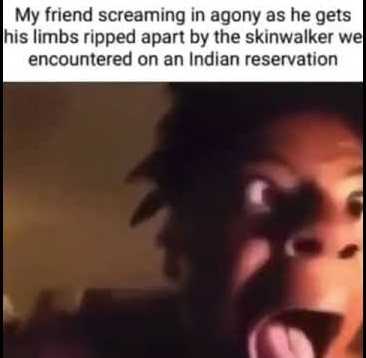 My friend screaming in agony as he gets
his limbs ripped apart by the skinwalker we
encountered on an Indian reservation